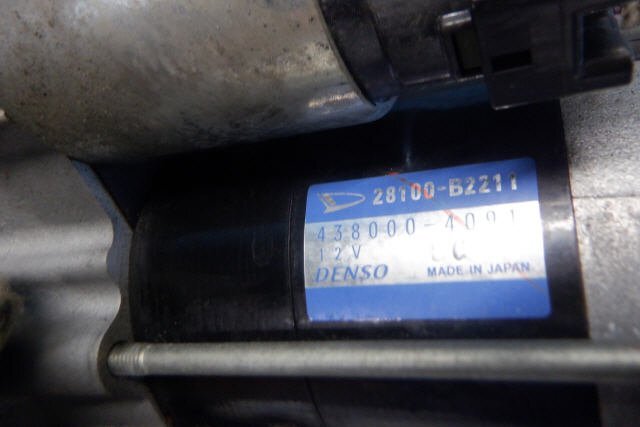 28100-B2211
438000-4091
12V
DENSO MADE IN JAPAN